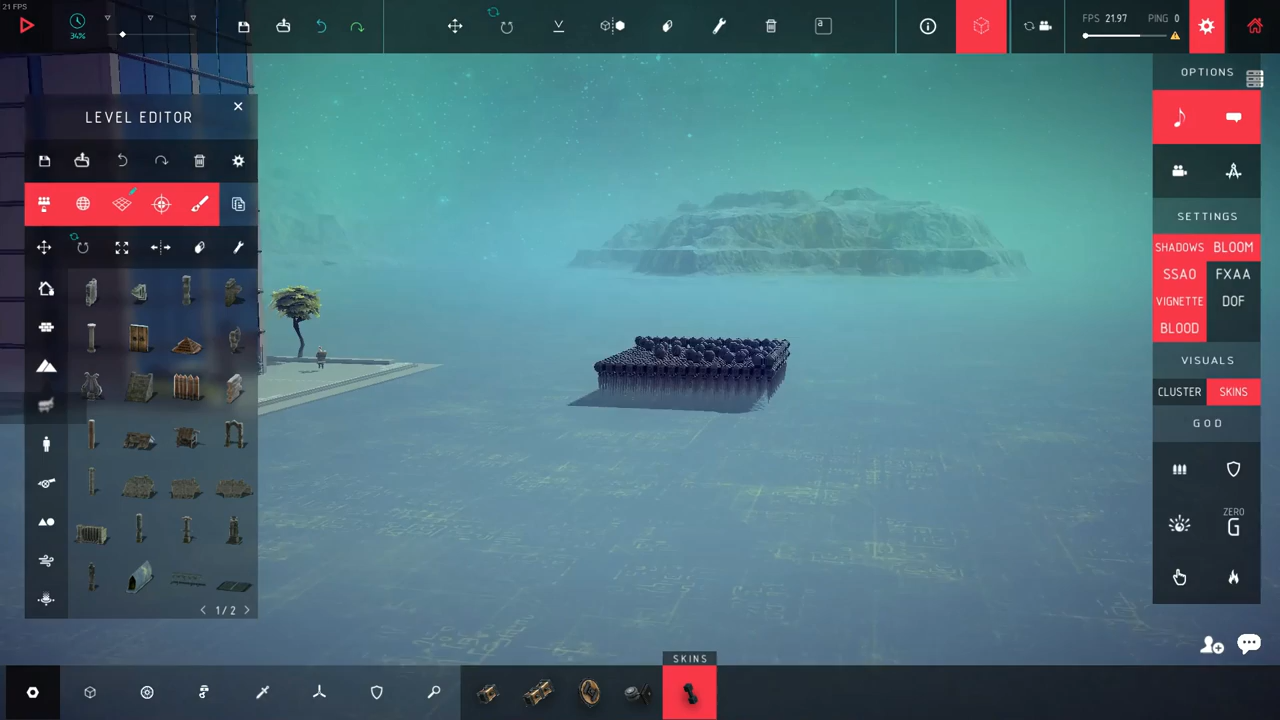 21 FPS
34%
a
FPS 21.97 PING 0
LEVEL EDITOR
OPTIONS
SETTINGS
SHADOWS BLOOM
SSAO FXAA
VIGNETTE DOF
BLOOD
VISUALS
CLUSTER SKINS
GOD
ZERO
G
1/2
SKINS